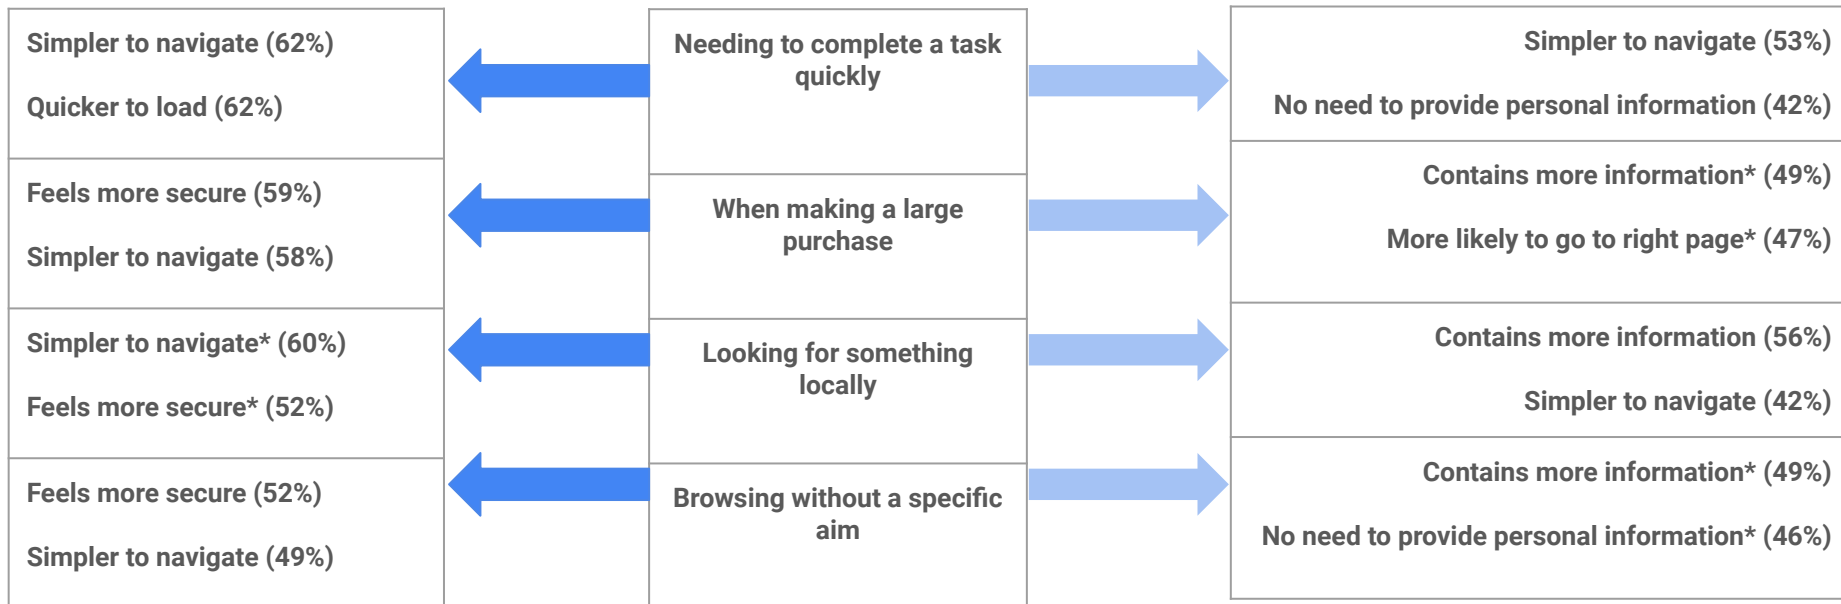 Simpler to navigate (62%)
Quicker to load (62%)
Needing to complete a task
quickly
Simpler to navigate (53%)
No need to provide personal information (42%)
Feels more secure (59%)
Simpler to navigate (58%)
When making a large
purchase
Contains more information* (49%)
More likely to go to right page* (47%)
Simpler to navigate* (60%)
Feels more secure* (52%)
Looking for something
locally
Contains more information (56%)
Simpler to navigate (42%)
Feels more secure (52%)
Simpler to navigate (49%)
Browsing without a specific
aim
Contains more information* (49%)
No need to provide personal information* (46%)